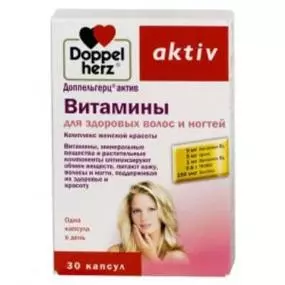 Doppel
herz®
aktiv
Доппельгерц® актив
Витамины
для здоровых волос и ногтей
Комплекс женской красоты
Витамины, минеральные
вещества и растительные
компоненты оптимизируют
обмен веществ, питают кожу,
волосы и ногти, поддерживая
их здоровье и
красоту
Одна
капсула
в день
30 капсул